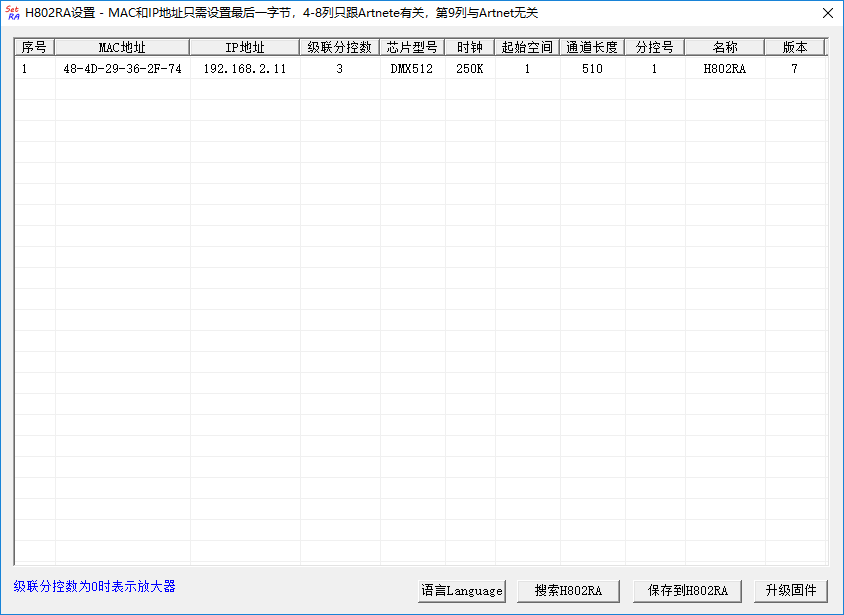 Set RA H802RA设置 - MAC和IP地址只需设置最后一字节，4-8列只跟Artnete有关，第9列与Artnet无关
序号 MAC地址 IP地址 级联分控数 芯片型号 时钟 起始空间 通道长度 分控号 名称 版本
1 48-4D-29-36-2F-74 192.168.2.11 3 DMX512 250K 1 510 1 H802RA 7
级联分控数为0时表示放大器
语言Language 搜索H802RA 保存到H802RA 升级固件